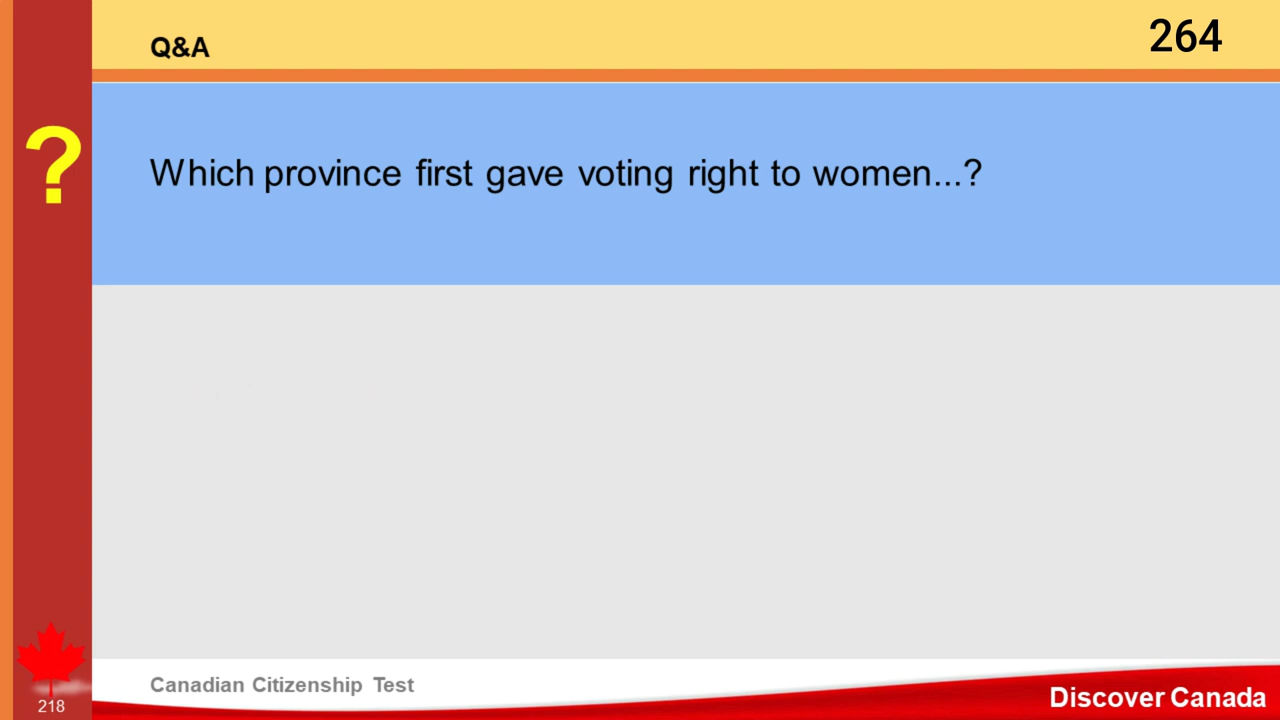 Q&A
264
?
Which province first gave voting right to women...?
Canadian Citizenship Test
218
Discover Canada